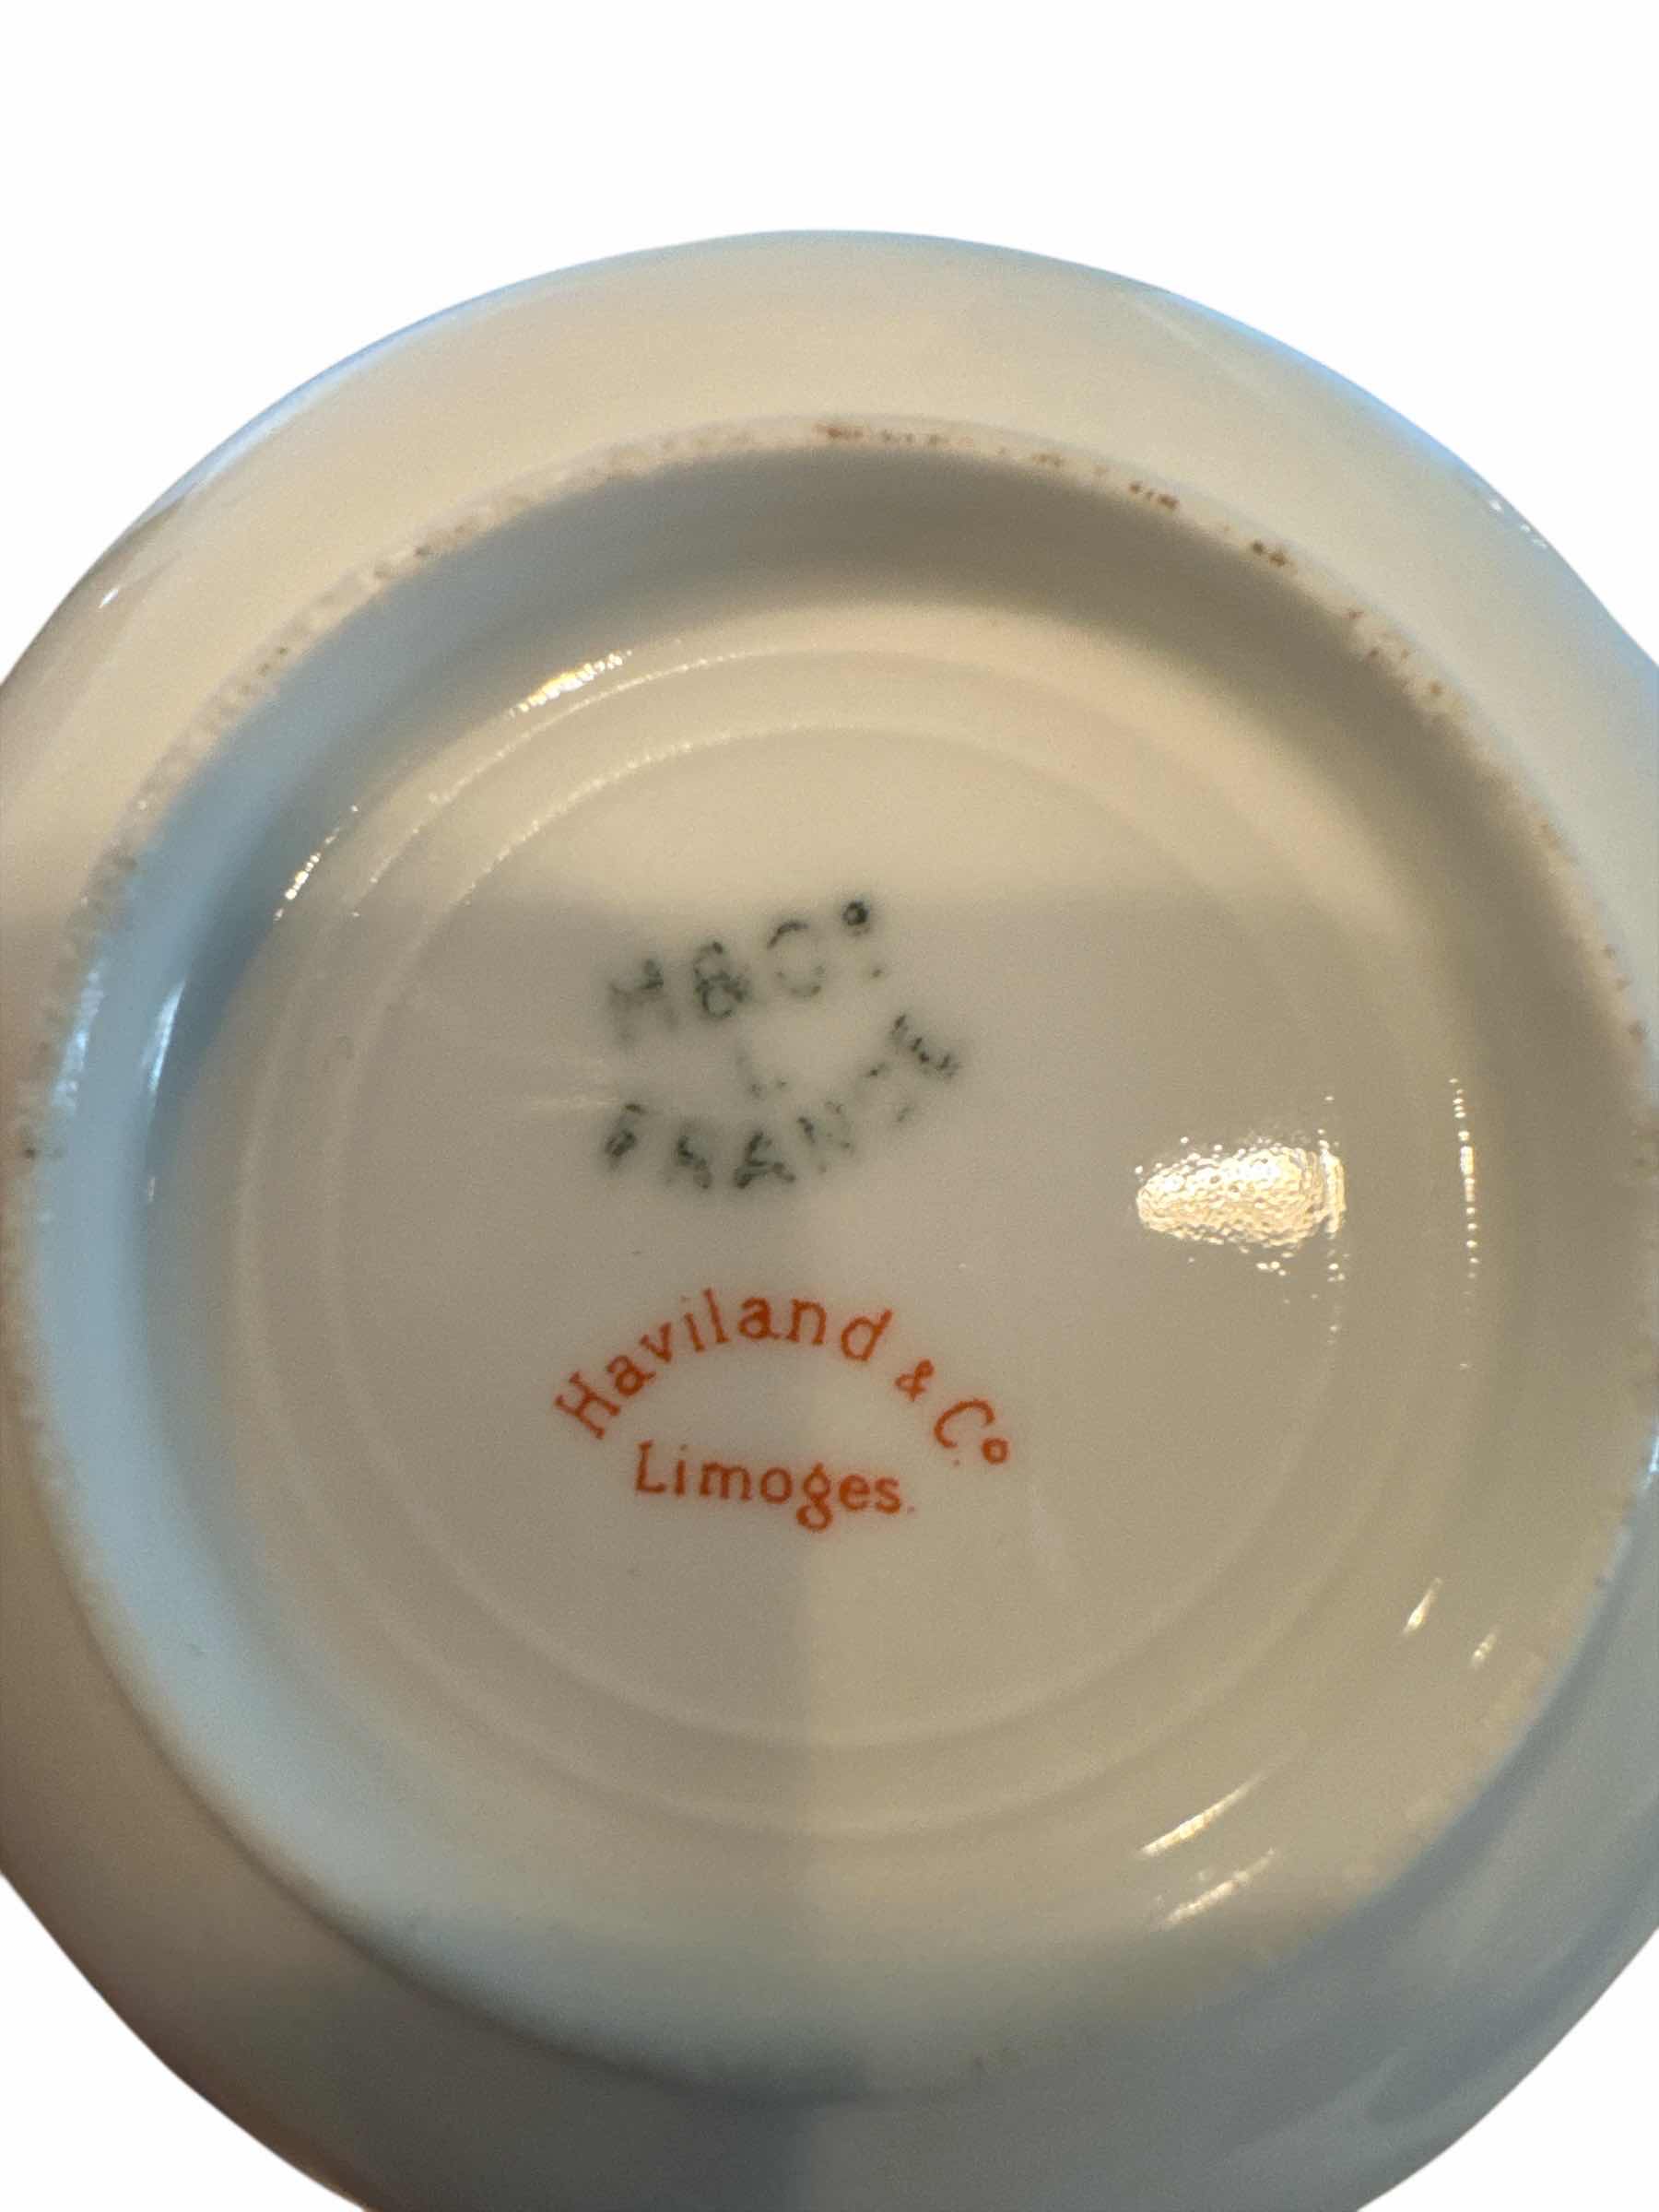 H&Cº
L
FRANCE
Haviland & Cº
Limoges.